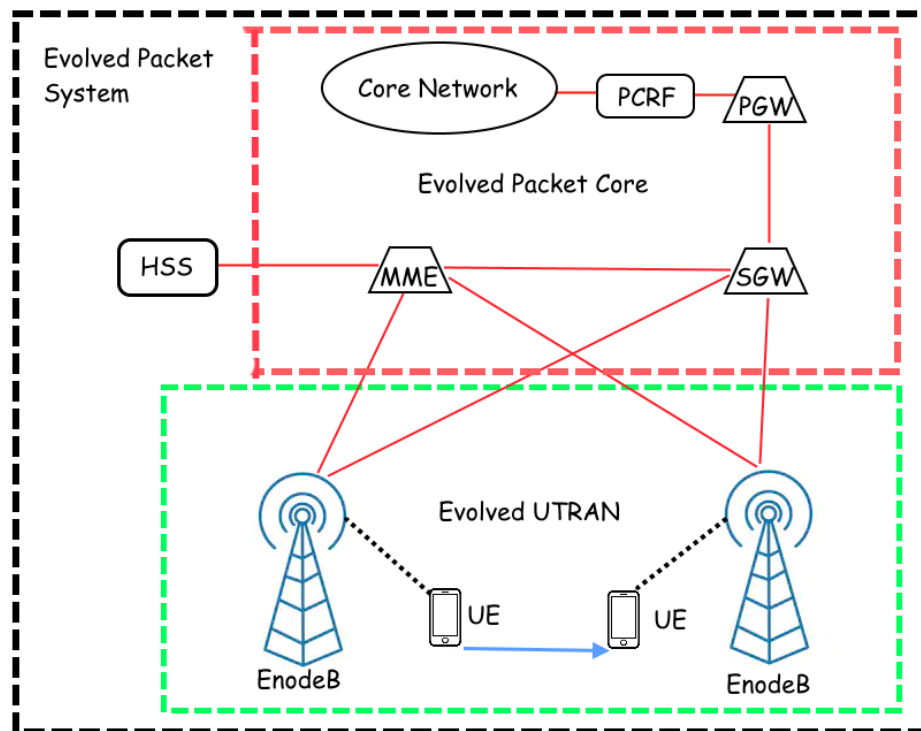 Evolved Packet
System
Core Network
PCRF
PGW
Evolved Packet Core
HSS
MME
SGW
Evolved UTRAN
UE
UE
EnodeB
EnodeB